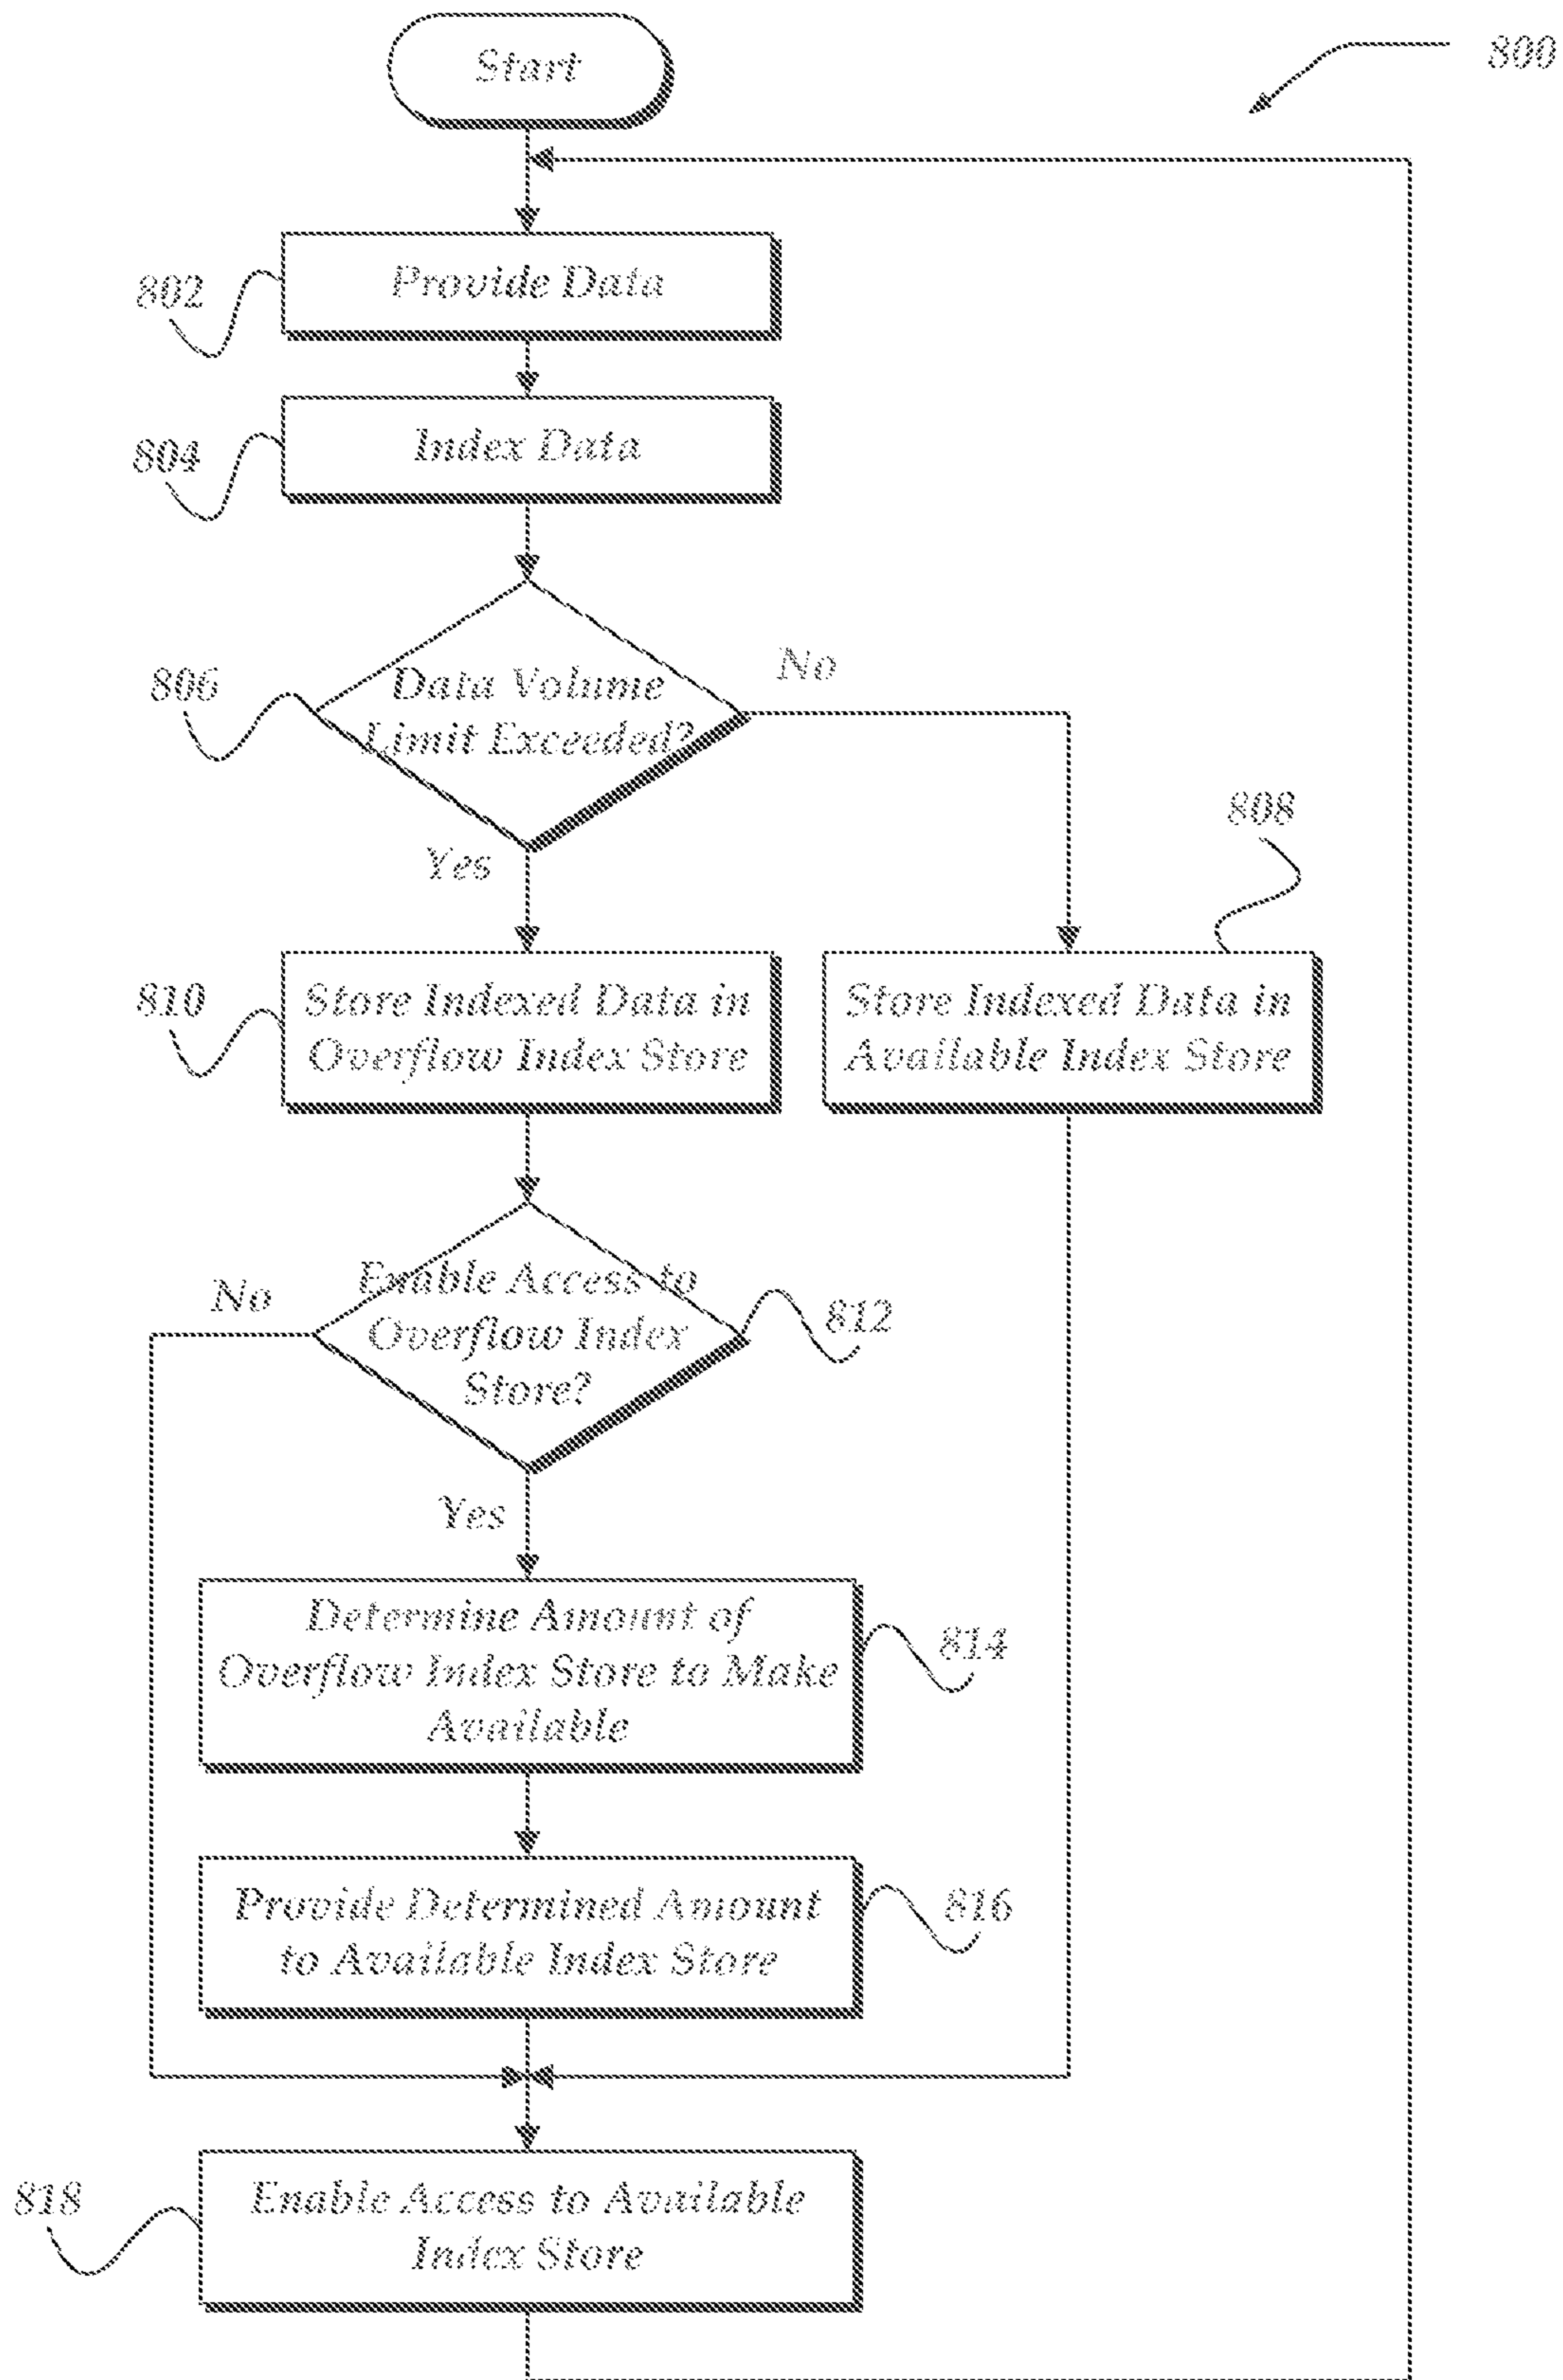 Start
800
Provide Data
802
Index Data
804
Data Volume
Limit Exceeded?
806
No
Yes
808
Store Indexed Data in
Overflow Index Store
810
Store Indexed Data in
Available Index Store
Enable Access to
Overflow Index
Store?
No
812
Yes
Determine Amount of
Overflow Index Store to Make
Available
814
Provide Determined Amount
to Available Index Store
816
Enable Access to Available
Index Store
818